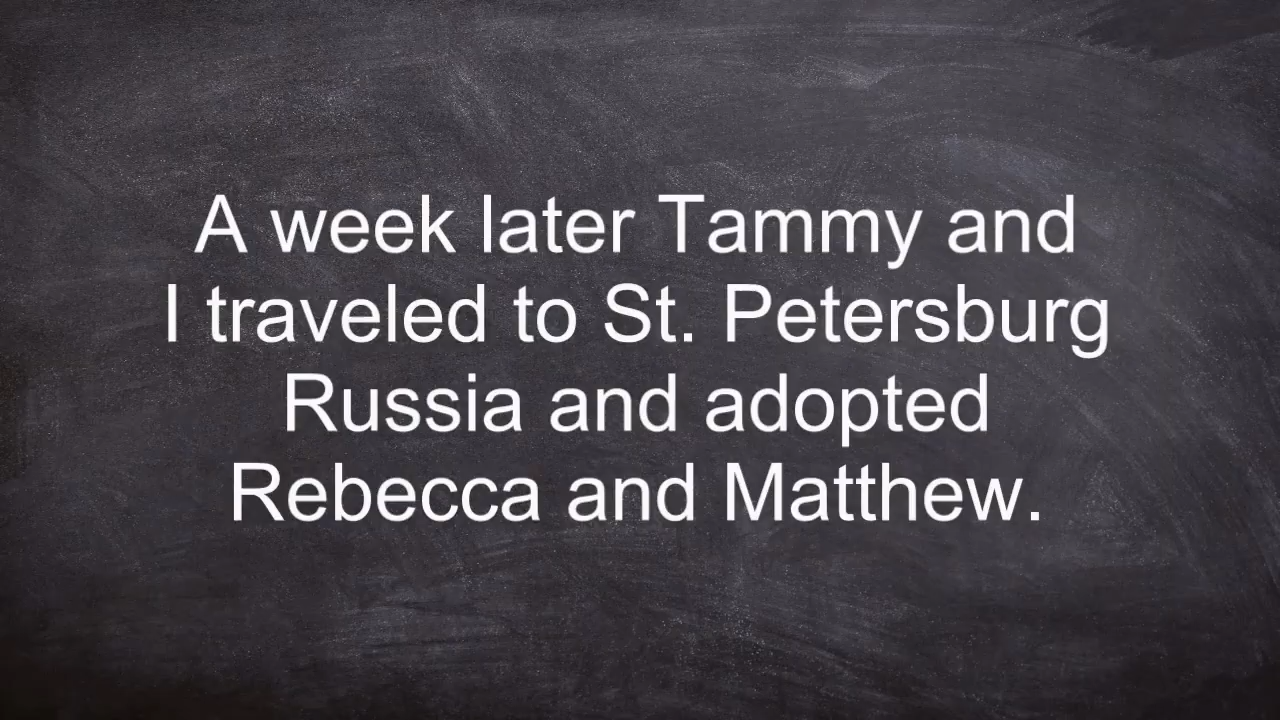 A week later Tammy and
I traveled to St. Petersburg
Russia and adopted
Rebecca and Matthew.